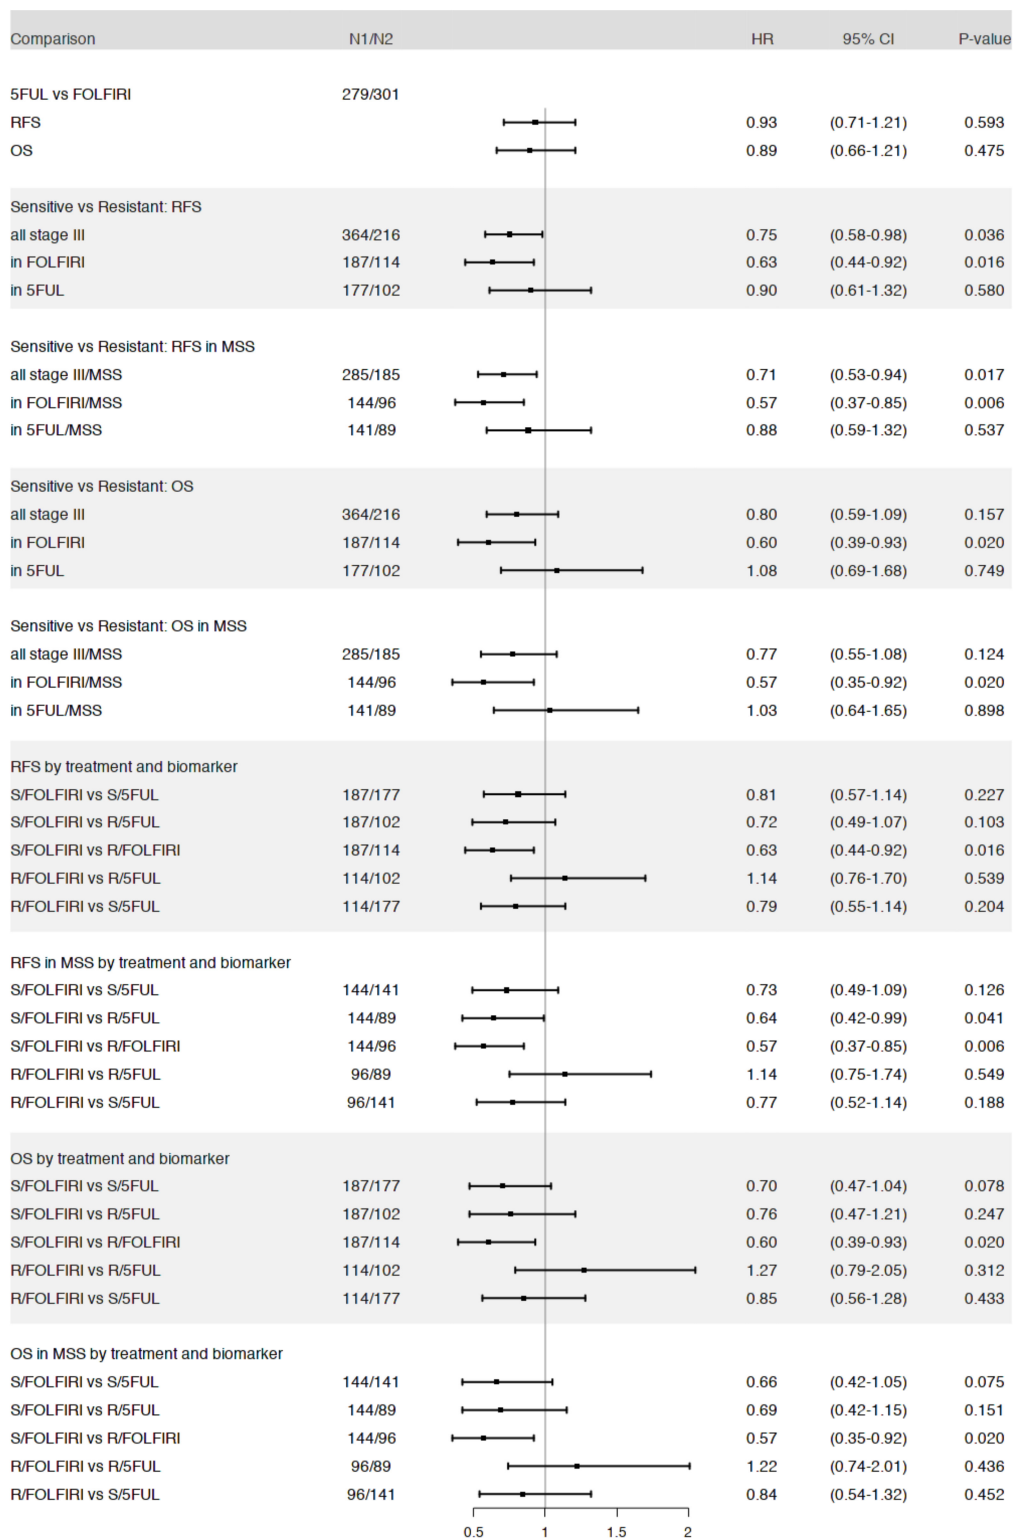 Comparison N1/N2 HR 95% CI P-value
5FUL vs FOLFIRI 279/301
RFS 0.93 (0.71-1.21) 0.593
OS 0.89 (0.66-1.21) 0.475
Sensitive vs Resistant: RFS
all stage III 364/216 0.75 (0.58-0.98) 0.036
in FOLFIRI 187/114 0.63 (0.44-0.92) 0.016
in 5FUL 177/102 0.90 (0.61-1.32) 0.580
Sensitive vs Resistant: RFS in MSS
all stage III/MSS 285/185 0.71 (0.53-0.94) 0.017
in FOLFIRI/MSS 144/96 0.57 (0.37-0.85) 0.006
in 5FUL/MSS 141/89 0.88 (0.59-1.32) 0.537
Sensitive vs Resistant: OS
all stage III 364/216 0.80 (0.59-1.09) 0.157
in FOLFIRI 187/114 0.60 (0.39-0.93) 0.020
in 5FUL 177/102 1.08 (0.69-1.68) 0.749
Sensitive vs Resistant: OS in MSS
all stage III/MSS 285/185 0.77 (0.55-1.08) 0.124
in FOLFIRI/MSS 144/96 0.57 (0.35-0.92) 0.020
in 5FUL/MSS 141/89 1.03 (0.64-1.65) 0.898
RFS by treatment and biomarker
S/FOLFIRI vs S/5FUL 187/177 0.81 (0.57-1.14) 0.227
S/FOLFIRI vs R/5FUL 187/102 0.72 (0.49-1.07) 0.103
S/FOLFIRI vs R/FOLFIRI 187/114 0.63 (0.44-0.92) 0.016
R/FOLFIRI vs R/5FUL 114/102 1.14 (0.76-1.70) 0.539
R/FOLFIRI vs S/5FUL 114/177 0.79 (0.55-1.14) 0.204
RFS in MSS by treatment and biomarker
S/FOLFIRI vs S/5FUL 144/141 0.73 (0.49-1.09) 0.126
S/FOLFIRI vs R/5FUL 144/89 0.64 (0.42-0.99) 0.041
S/FOLFIRI vs R/FOLFIRI 144/96 0.57 (0.37-0.85) 0.006
R/FOLFIRI vs R/5FUL 96/89 1.14 (0.75-1.74) 0.549
R/FOLFIRI vs S/5FUL 96/141 0.77 (0.52-1.14) 0.188
OS by treatment and biomarker
S/FOLFIRI vs S/5FUL 187/177 0.70 (0.47-1.04) 0.078
S/FOLFIRI vs R/5FUL 187/102 0.76 (0.47-1.21) 0.247
S/FOLFIRI vs R/FOLFIRI 187/114 0.60 (0.39-0.93) 0.020
R/FOLFIRI vs R/5FUL 114/102 1.27 (0.79-2.05) 0.312
R/FOLFIRI vs S/5FUL 114/177 0.85 (0.56-1.28) 0.433
OS in MSS by treatment and biomarker
S/FOLFIRI vs S/5FUL 144/141 0.66 (0.42-1.05) 0.075
S/FOLFIRI vs R/5FUL 144/89 0.69 (0.42-1.15) 0.151
S/FOLFIRI vs R/FOLFIRI 144/96 0.57 (0.35-0.92) 0.020
R/FOLFIRI vs R/5FUL 96/89 1.22 (0.74-2.01) 0.436
R/FOLFIRI vs S/5FUL 96/141 0.84 (0.54-1.32) 0.452
0.5 1 1.5 2